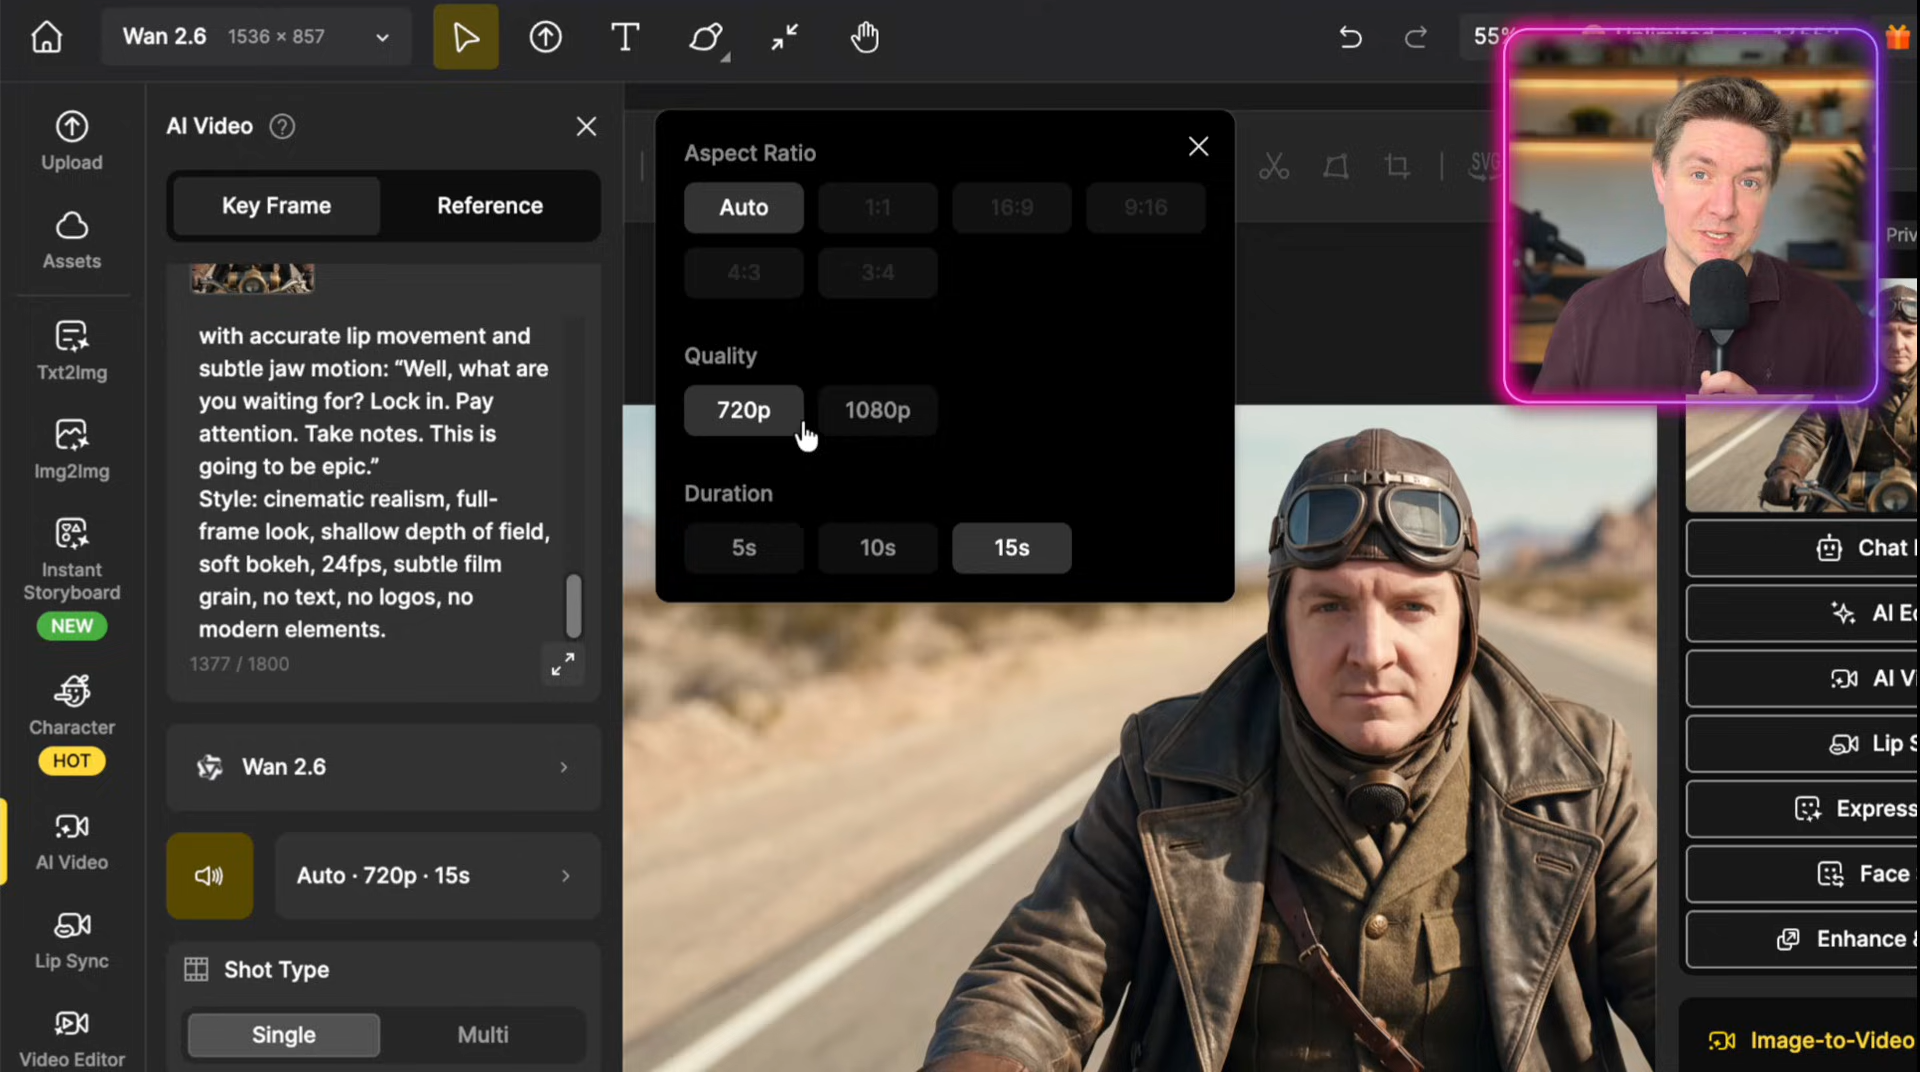 Wan 2.6 1536 × 857
55%
Upload
Assets
Txt2Img
Img2Img
Instant
Storyboard
NEW
Character
HOT
AI Video
Lip Sync
Video Editor
AI Video ?
Key Frame Reference
with accurate lip movement and
subtle jaw motion: “Well, what are
you waiting for? Lock in. Pay
attention. Take notes. This is
going to be epic.”
Style: cinematic realism, full-
frame look, shallow depth of field,
soft bokeh, 24fps, subtle film
grain, no text, no logos, no
modern elements.
1377 / 1800
Wan 2.6
Auto · 720p · 15s
Shot Type
Single Multi
Aspect Ratio
Auto 1:1 16:9 9:16
4:3 3:4
Quality
720p 1080p
Duration
5s 10s 15s
SVG
Priv
Chat
AI Ed
AI V
Lip S
Express
Face
Enhance &
Image-to-Video